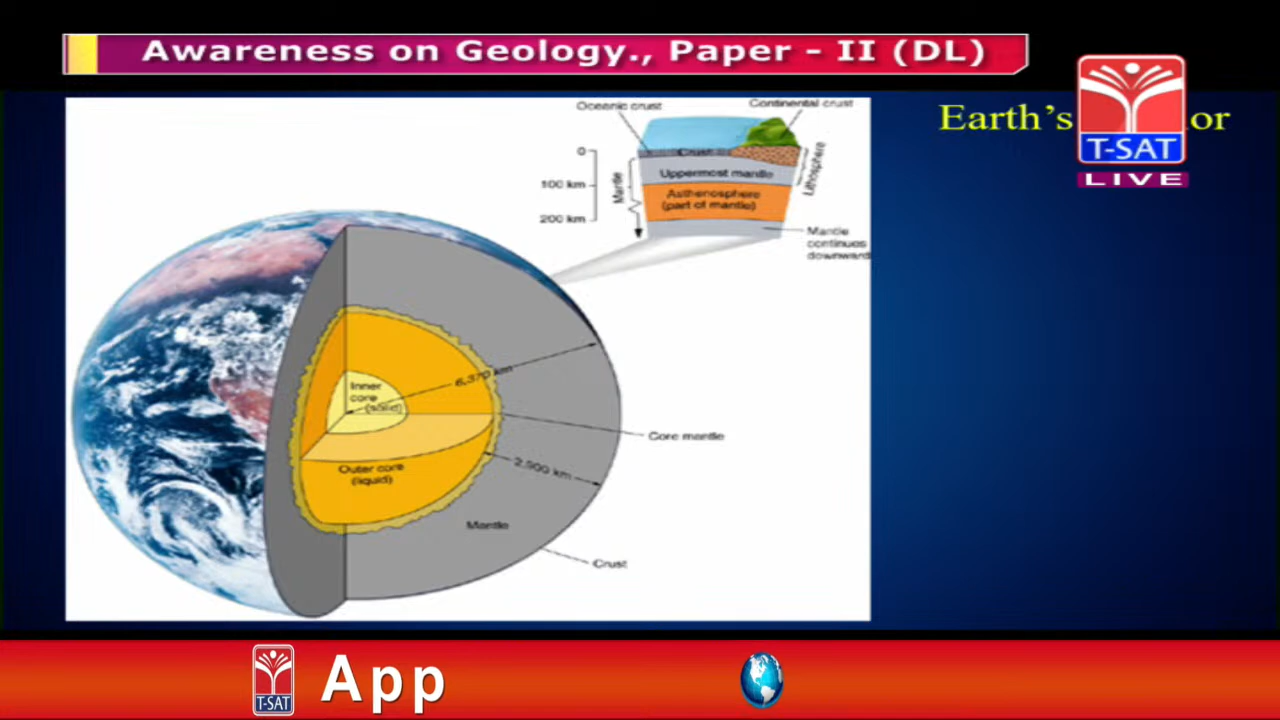 Awareness on Geology., Paper - II (DL)
T-SAT
LIVE
Earth's
or
Oceanic crust
Continental crust
0
Crust
Uppermost mantle
Lithosphere
Mantle
100 km
Asthenosphere
(part of mantle)
200 km
Mantle
continues
downward
6,370 km
Inner
core
(solid)
Core mantle
Outer core
(liquid)
2,900 km
Mantle
Crust
T-SAT
App